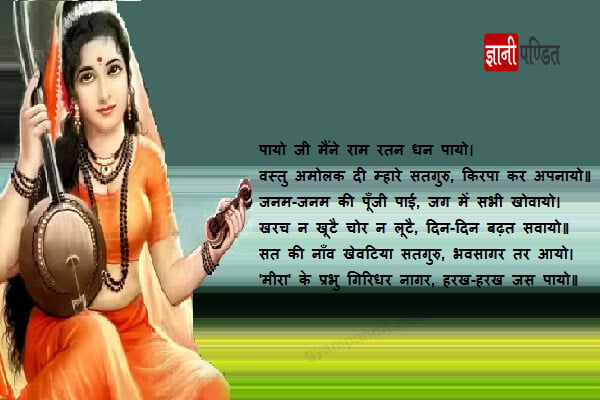 ज्ञानी पण्डित
पायो जी मैंने राम रतन धन पायो।
वस्तु अमोलक दी म्हारे सतगुरु, किरपा कर अपनायो॥
जनम-जनम की पूँजी पाई, जग में सभी खोवायो।
खरच न खूटै चोर न लूटै, दिन-दिन बढ़त सवायो॥
सत की नाँव खेवटिया सतगुरु, भवसागर तर आयो।
'मीरा' के प्रभु गिरिधर नागर, हरख-हरख जस पायो॥